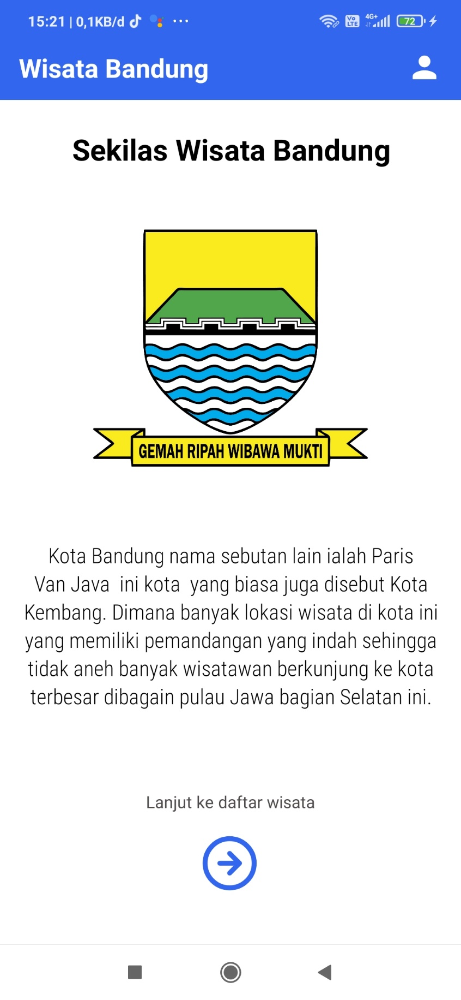 15:21 | 0,1KB/d
Vo LTE 4G+ 72
Wisata Bandung
Sekilas Wisata Bandung
GEMAH RIPAH WIBAWA MUKTI
Kota Bandung nama sebutan lain ialah Paris
Van Java  ini kota  yang biasa juga disebut Kota
Kembang. Dimana banyak lokasi wisata di kota ini
yang memiliki pemandangan yang indah sehingga
tidak aneh banyak wisatawan berkunjung ke kota
terbesar dibagain pulau Jawa bagian Selatan ini.
Lanjut ke daftar wisata